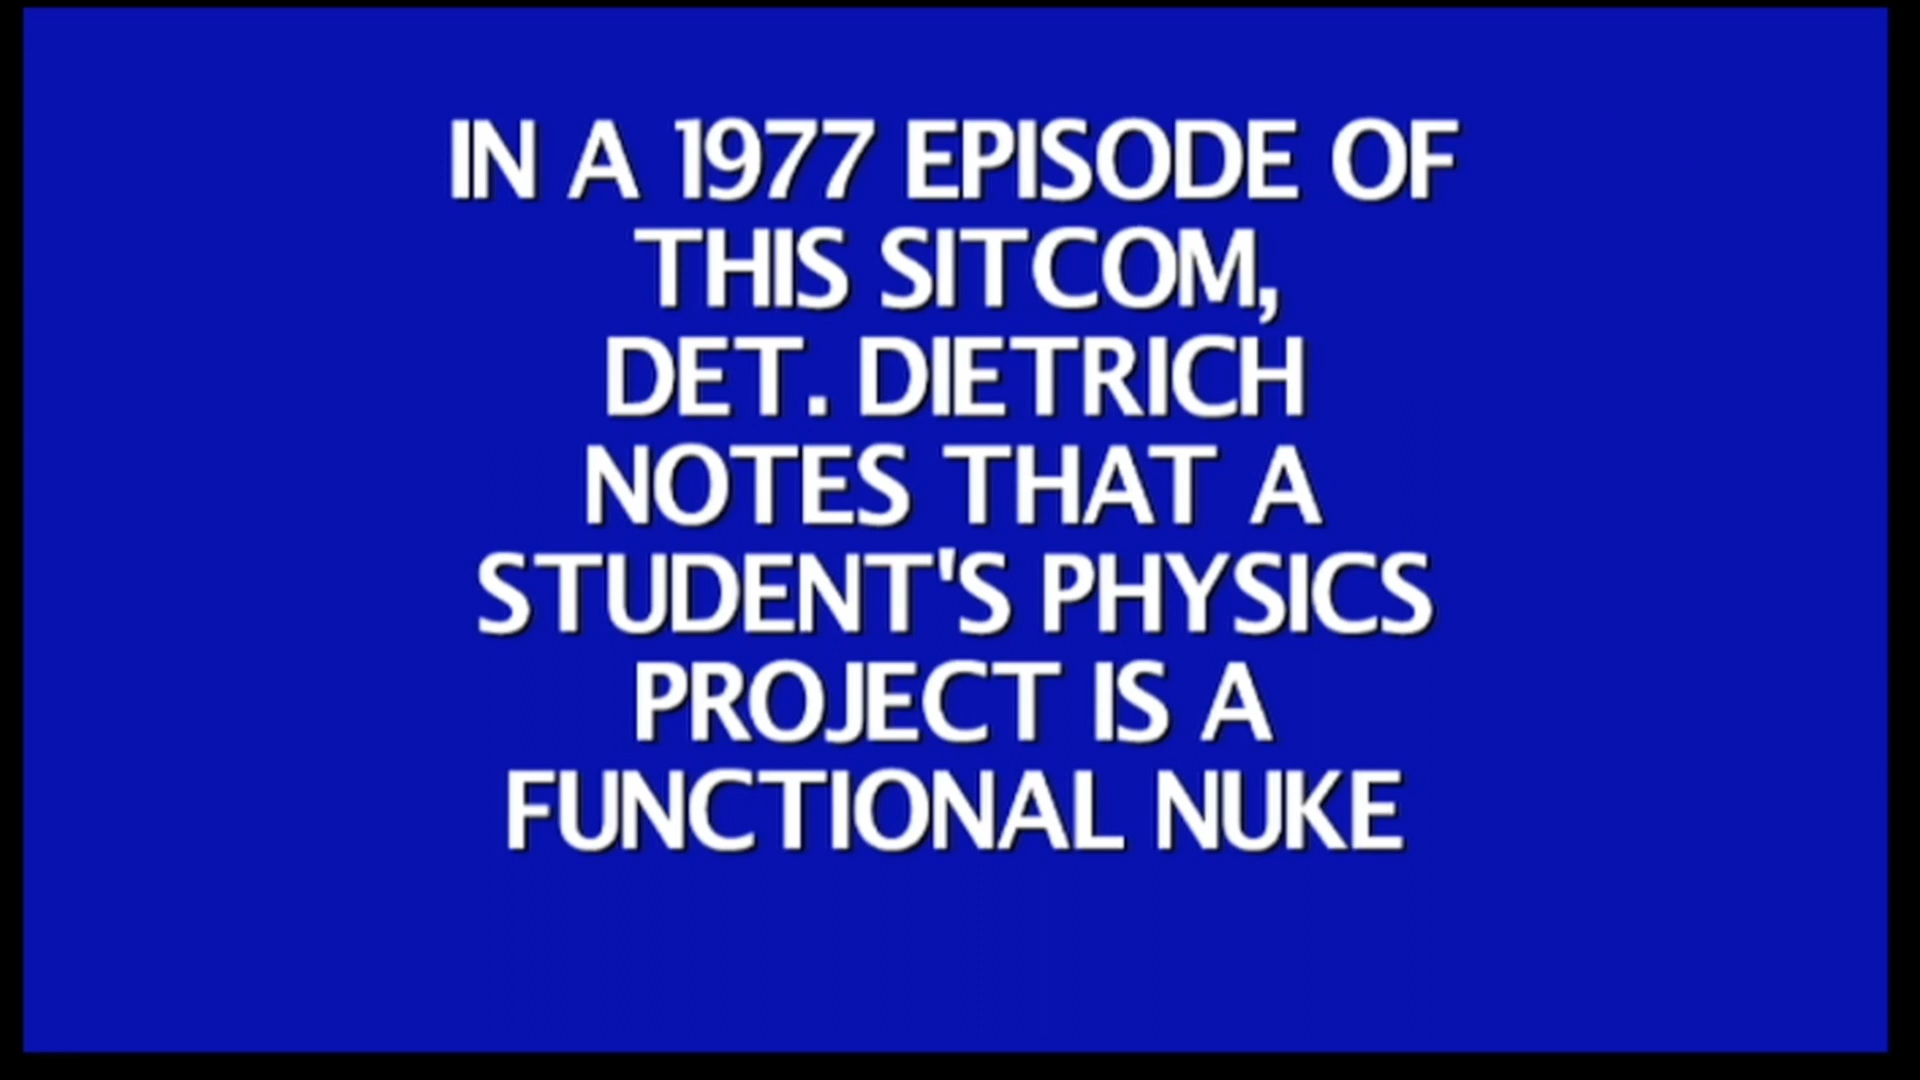 IN A 1977 EPISODE OF
THIS SITCOM,
DET. DIETRICH
NOTES THAT A
STUDENT'S PHYSICS
PROJECT IS A
FUNCTIONAL NUKE